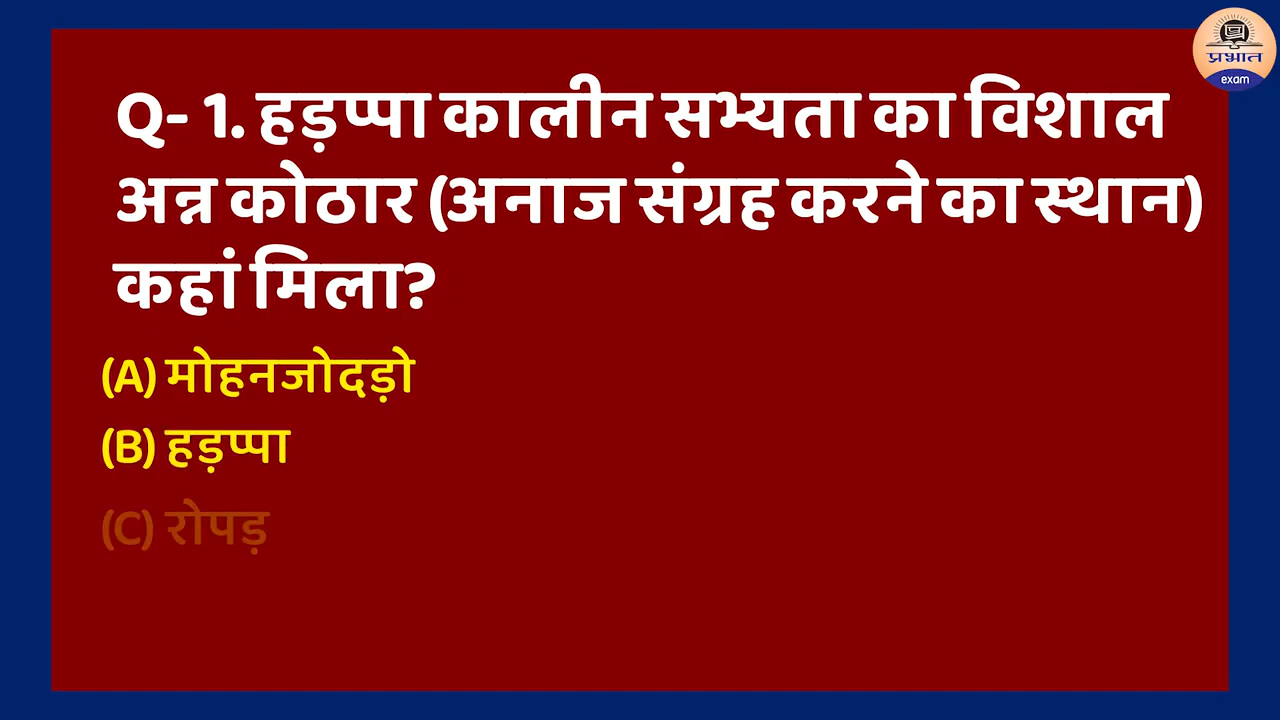 प्रभात
exam
Q- 1. हड़प्पा कालीन सभ्यता का विशाल
अन्न कोठार (अनाज संग्रह करने का स्थान)
कहां मिला?
(A) मोहनजोदड़ो
(B) हड़प्पा
(C) रोपड़